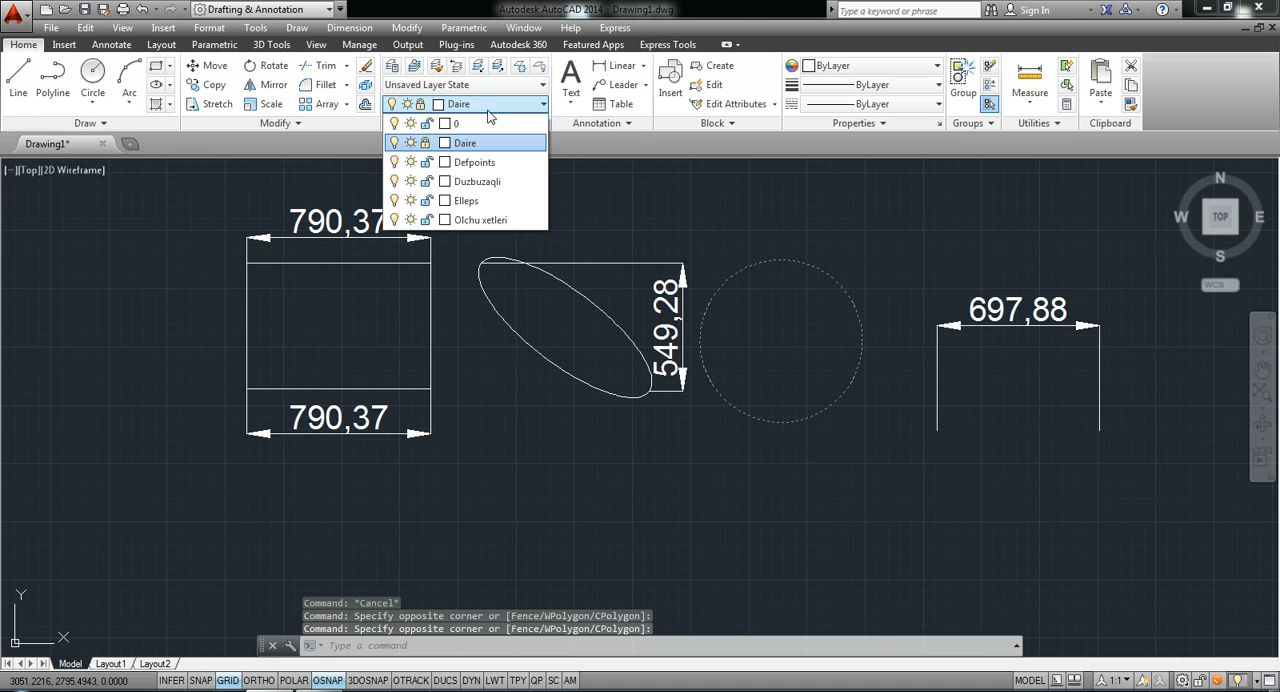 Drafting & Annotation
Autodesk AutoCAD 2014 Drawing1.dwg
Type a keyword or phrase
Sign In
File Edit View Insert Format Tools Draw Dimension Modify Parametric Window Help Express
Home Insert Annotate Layout Parametric 3D Tools View Manage Output Plug-ins Autodesk 360 Featured Apps Express Tools
Line Polyline Circle Arc
Move Rotate Trim
Copy Mirror Fillet
Stretch Scale Array
Unsaved Layer State
Daire
Text
Linear
Leader
Table
Insert
Create
Edit
Edit Attributes
ByLayer
ByLayer
ByLayer
Group
Measure
Paste
Draw Modify Annotation Block Properties Groups Utilities Clipboard
0
Daire
Defpoints
Duzbuzaqli
Elleps
Olchu xetleri
Drawing1*
[−][Top][2D Wireframe]
N
W TOP E
S
WCS
790,37
549,28
697,88
790,37
Y
X
Command: *Cancel*
Command: Specify opposite corner or [Fence/WPolygon/CPolygon]:
Command: Specify opposite corner or [Fence/WPolygon/CPolygon]:
Type a command
Model Layout1 Layout2
3051.2216, 2795.4943, 0.0000
INFER SNAP GRID ORTHO POLAR OSNAP 3DOSNAP OTRACK DUCS DYN LWT TPY QP SC AM
MODEL
1:1